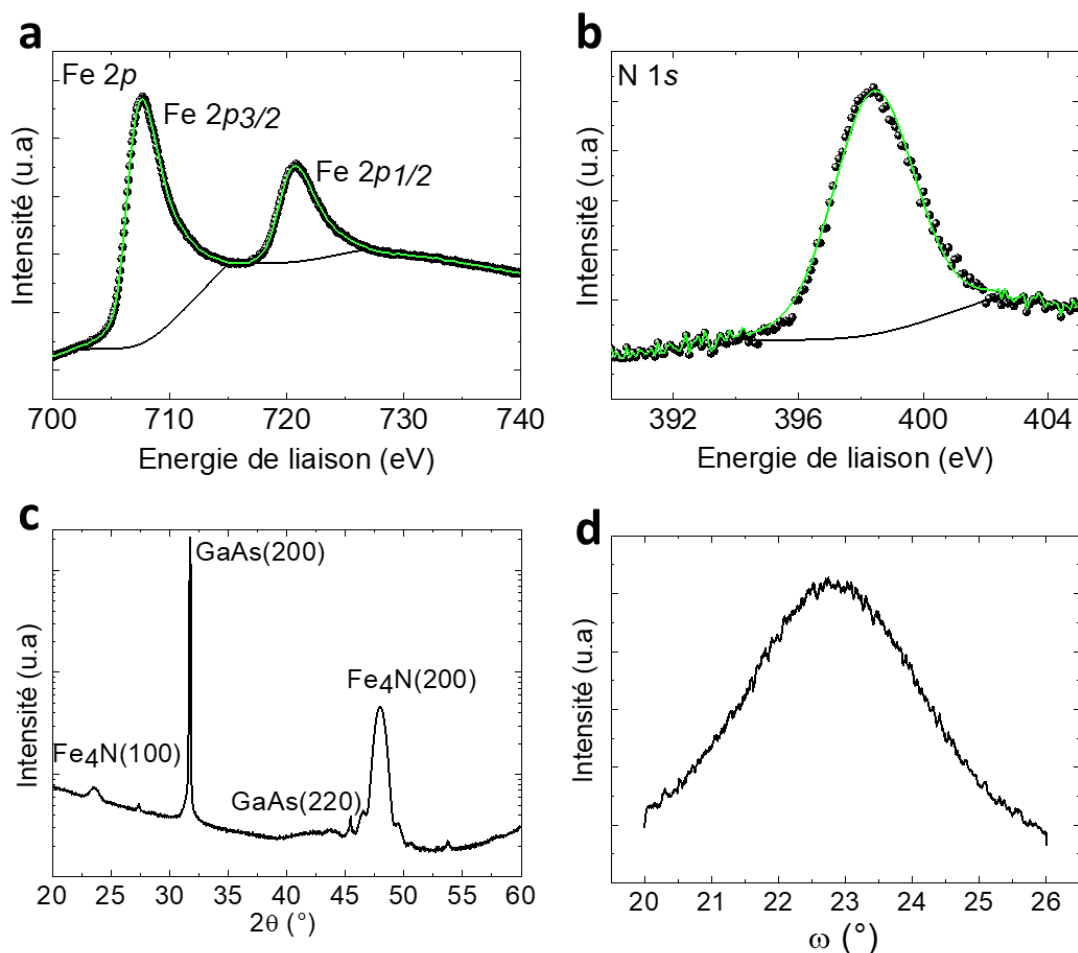 a
Fe 2p
Fe 2p3/2
Fe 2p1/2
Intensité (u.a)
700 710 720 730 740
Energie de liaison (eV)
b
N 1s
Intensité (u.a)
392 396 400 404
Energie de liaison (eV)
c
GaAs(200)
Fe4N(200)
Fe4N(100)
GaAs(220)
Intensité (u.a)
20 25 30 35 40 45 50 55 60
2θ (°)
d
Intensité (u.a)
20 21 22 23 24 25 26
ω (°)